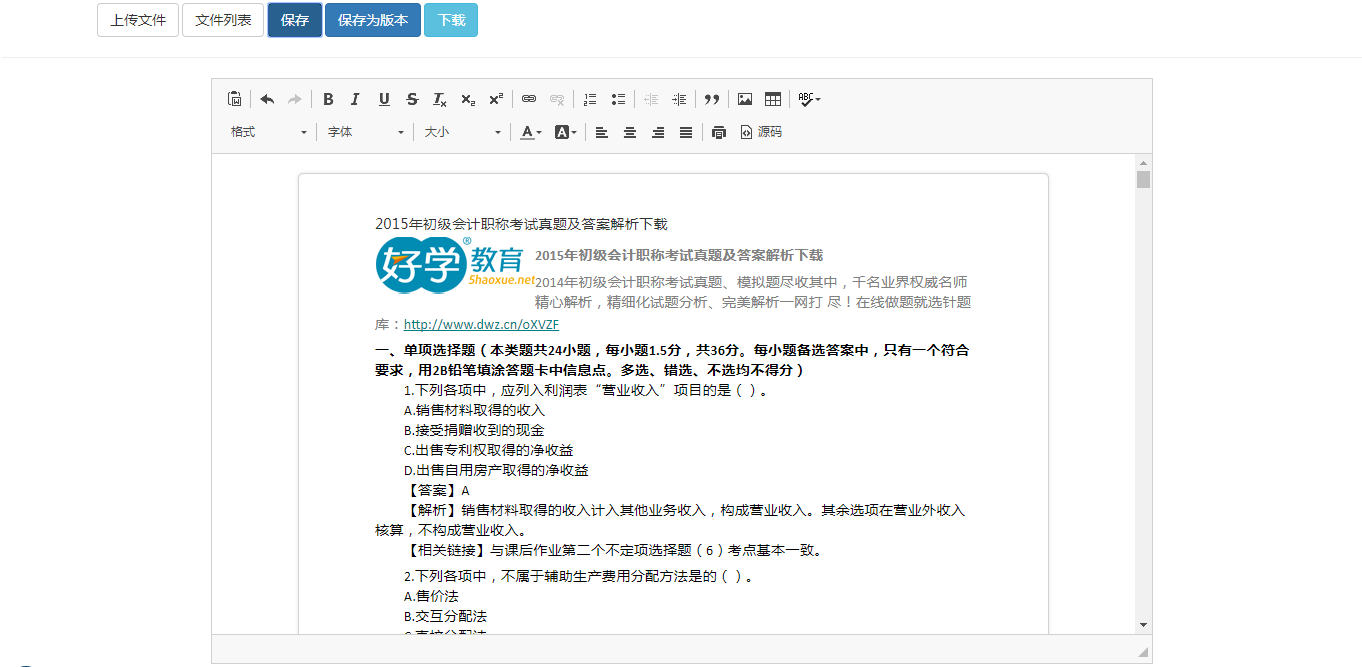 上传文件 文件列表 保存 保存为版本 下载
B I U S Tx x₂ x² ABC
格式 字体 大小 A A 源码
2015年初级会计职称考试真题及答案解析下载
好学®教育
Shaoxue.net
2015年初级会计职称考试真题及答案解析下载
2014年初级会计职称考试真题、模拟题尽收其中，千名业界权威名师
精心解析，精细化试题分析、完美解析一网打 尽！在线做题就选针题
库：http://www.dwz.cn/oXVZF
一、单项选择题（本类题共24小题，每小题1.5分，共36分。每小题备选答案中，只有一个符合
要求，用2B铅笔填涂答题卡中信息点。多选、错选、不选均不得分）
1.下列各项中，应列入利润表“营业收入”项目的是（ ）。
A.销售材料取得的收入
B.接受捐赠收到的现金
C.出售专利权取得的净收益
D.出售自用房产取得的净收益
【答案】A
【解析】销售材料取得的收入计入其他业务收入，构成营业收入。其余选项在营业外收入
核算，不构成营业收入。
【相关链接】与课后作业第二个不定项选择题（6）考点基本一致。
2.下列各项中，不属于辅助生产费用分配方法是的（ ）。
A.售价法
B.交互分配法
C.直接分配法